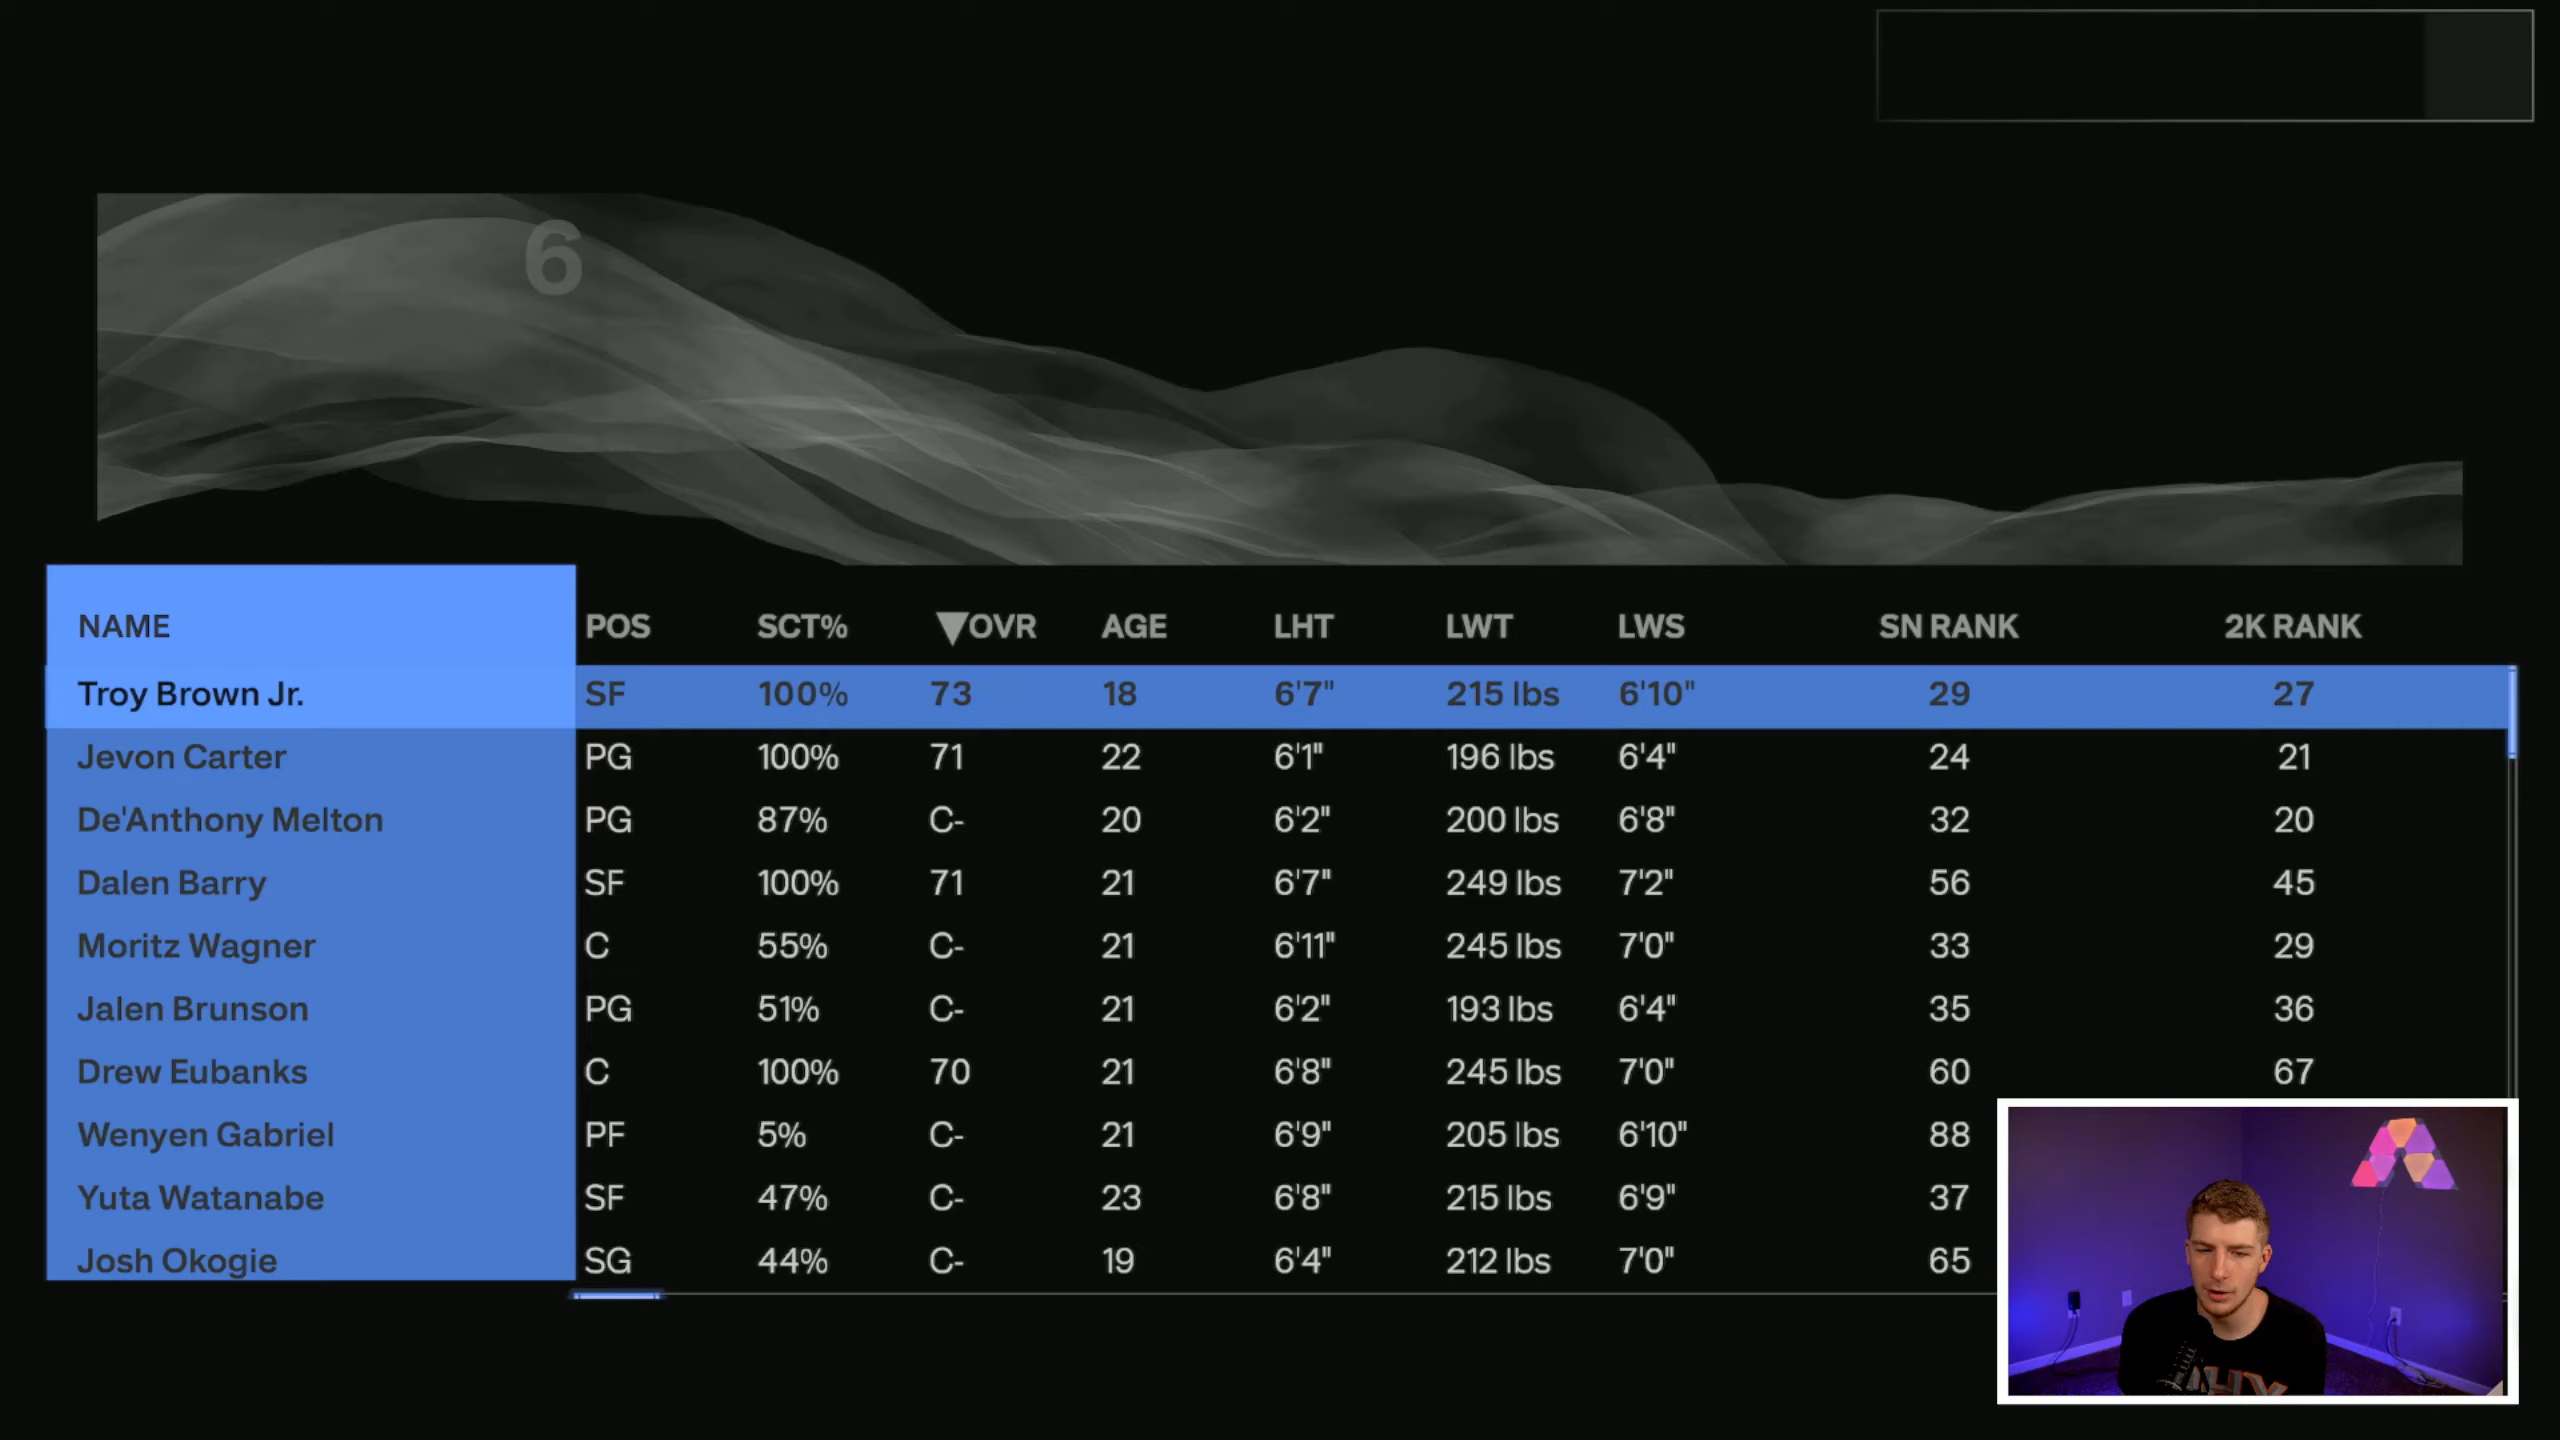 6
NAME POS SCT% ▼OVR AGE LHT LWT LWS SN RANK 2K RANK
Troy Brown Jr. SF 100% 73 18 6'7" 215 lbs 6'10" 29 27
Jevon Carter PG 100% 71 22 6'1" 196 lbs 6'4" 24 21
De'Anthony Melton PG 87% C- 20 6'2" 200 lbs 6'8" 32 20
Dalen Barry SF 100% 71 21 6'7" 249 lbs 7'2" 56 45
Moritz Wagner C 55% C- 21 6'11" 245 lbs 7'0" 33 29
Jalen Brunson PG 51% C- 21 6'2" 193 lbs 6'4" 35 36
Drew Eubanks C 100% 70 21 6'8" 245 lbs 7'0" 60 67
Wenyen Gabriel PF 5% C- 21 6'9" 205 lbs 6'10" 88
Yuta Watanabe SF 47% C- 23 6'8" 215 lbs 6'9" 37
Josh Okogie SG 44% C- 19 6'4" 212 lbs 7'0" 65